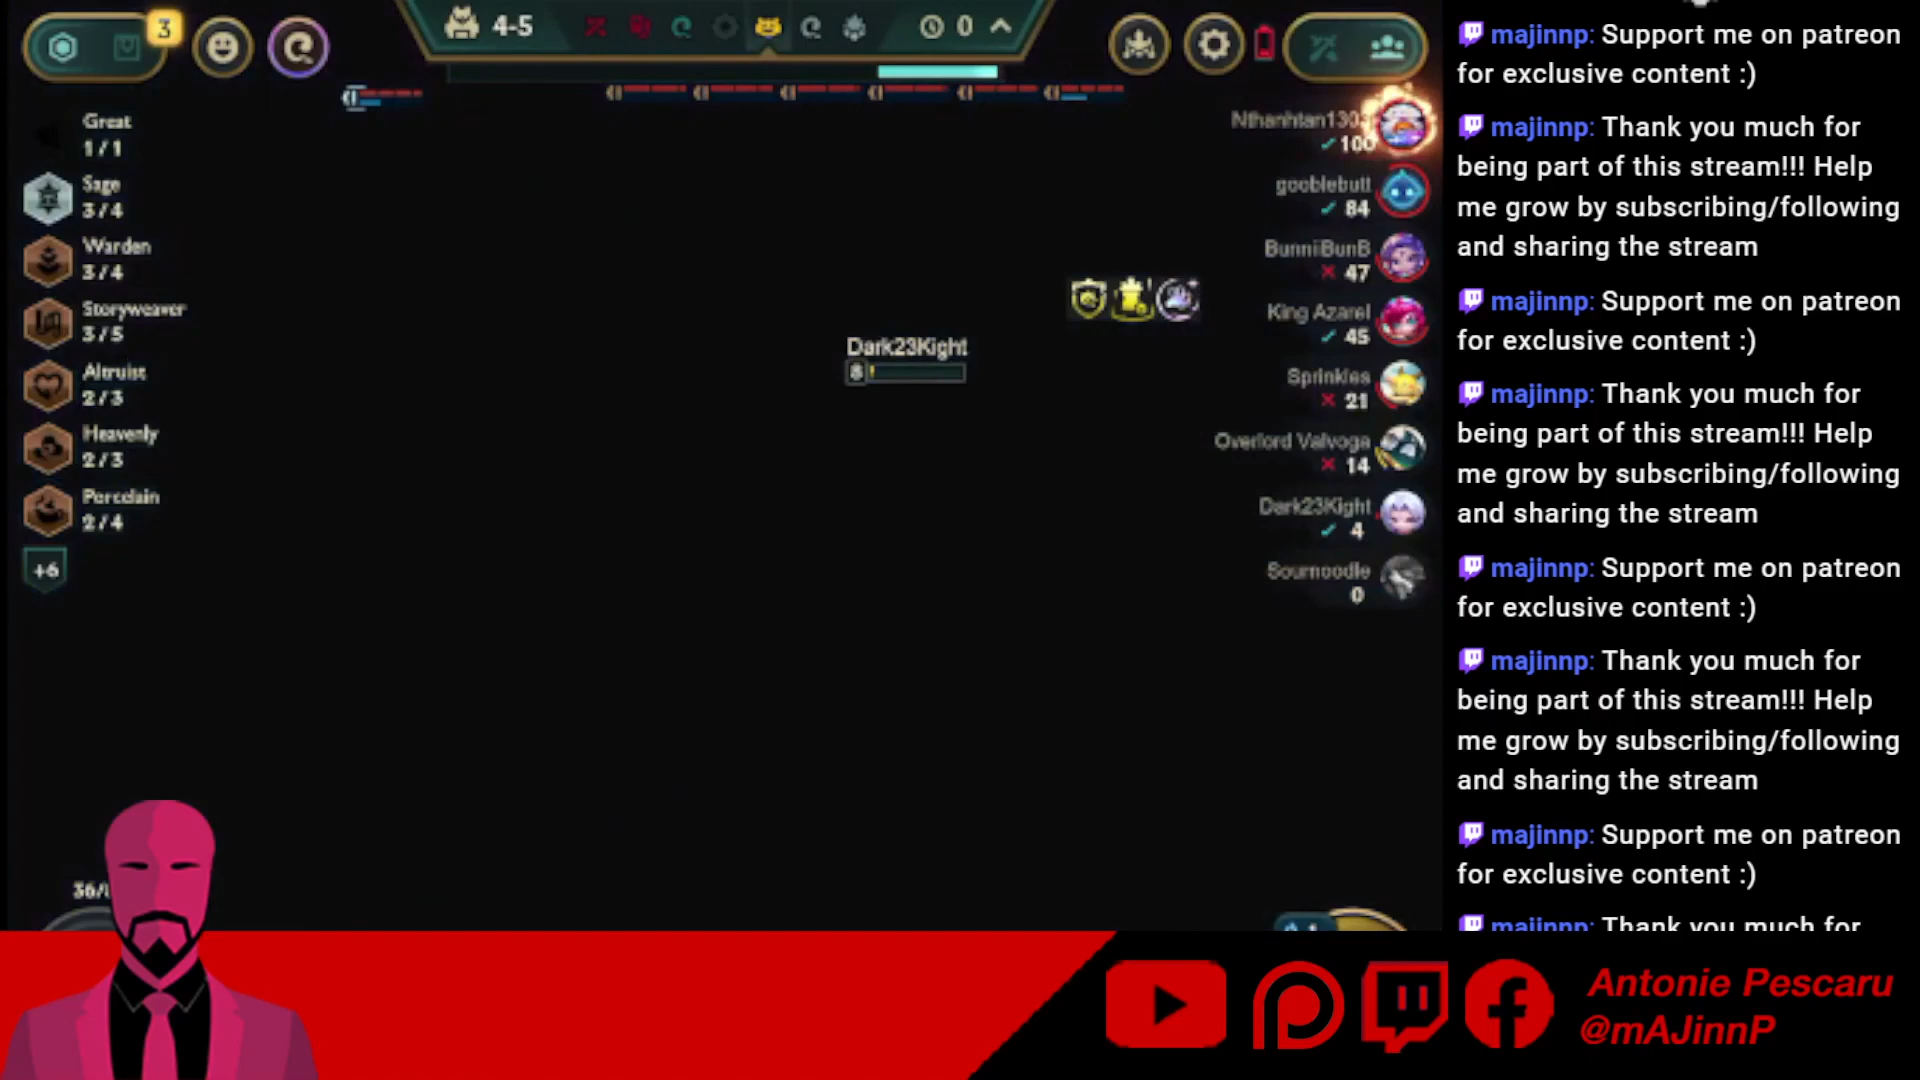 3
4-5
0
Great
1 / 1
Sage
3 / 4
Warden
3 / 4
Storyweaver
3 / 5
Altruist
2 / 3
Heavenly
2 / 3
Porcelain
2 / 4
+6
Dark23Kight
8
100
gooblebutt
84
BunniiBunB
47
King Azarel
45
Sprinkles
21
Overlord Valvoga
14
Dark23Kight
4
Sournoodle
0
majinnp: Support me on patreon
for exclusive content :)
majinnp: Thank you much for
being part of this stream!!! Help
me grow by subscribing/following
and sharing the stream
majinnp: Support me on patreon
for exclusive content :)
majinnp: Thank you much for
being part of this stream!!! Help
me grow by subscribing/following
and sharing the stream
majinnp: Support me on patreon
for exclusive content :)
majinnp: Thank you much for
being part of this stream!!! Help
me grow by subscribing/following
and sharing the stream
majinnp: Support me on patreon
for exclusive content :)
majinnp: Thank you much for
Antonie Pescaru
@mAJinnP